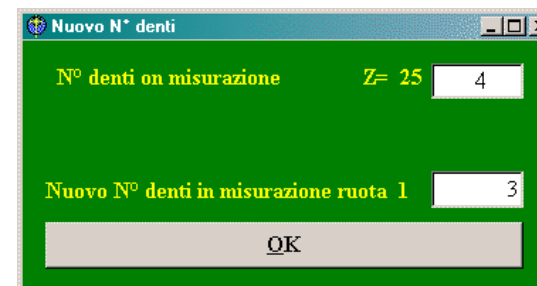 Nuovo N° denti
N° denti on misurazione Z= 25 4
Nuovo N° denti in misurazione ruota 1 3
OK